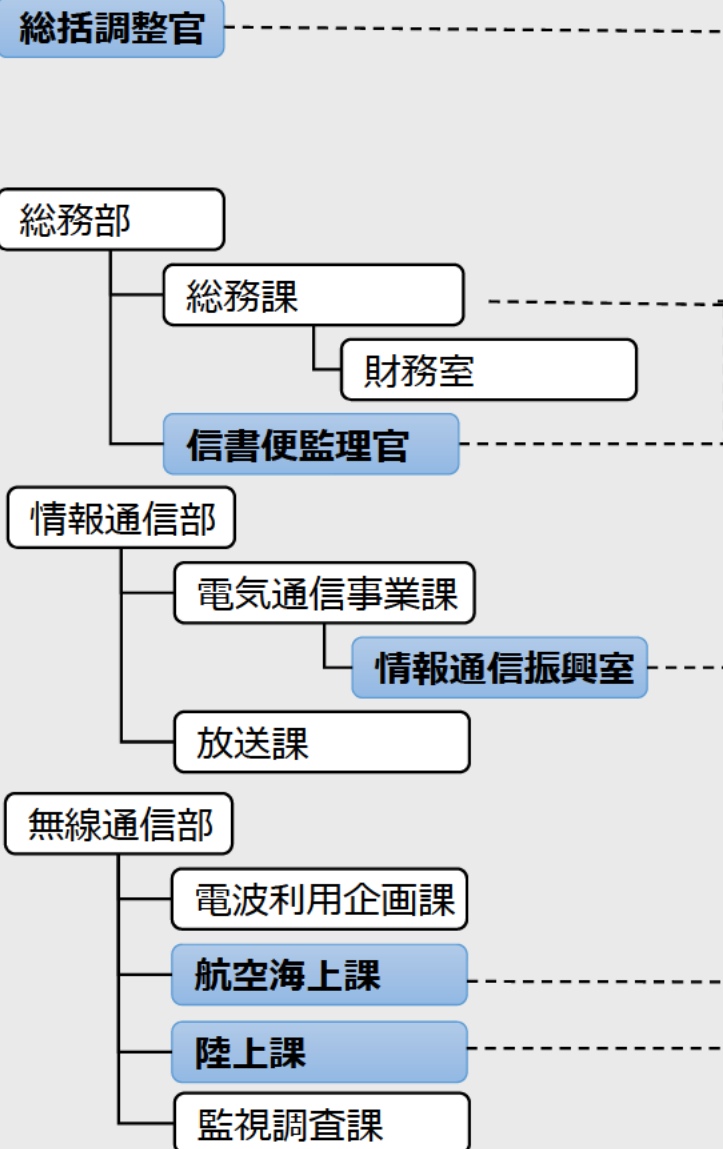 総括調整官
総務部
総務課
財務室
信書便監理官
情報通信部
電気通信事業課
情報通信振興室
放送課
無線通信部
電波利用企画課
航空海上課
陸上課
監視調査課